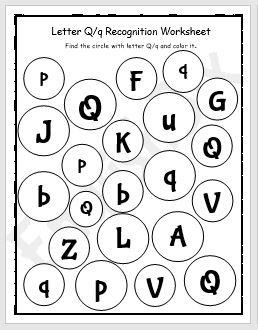 Letter Q/q Recognition Worksheet
Find the circle with letter Q/q and color it.
P F q
Q G
J K u Q
P q
b Q b V
Z L A
q P V Q